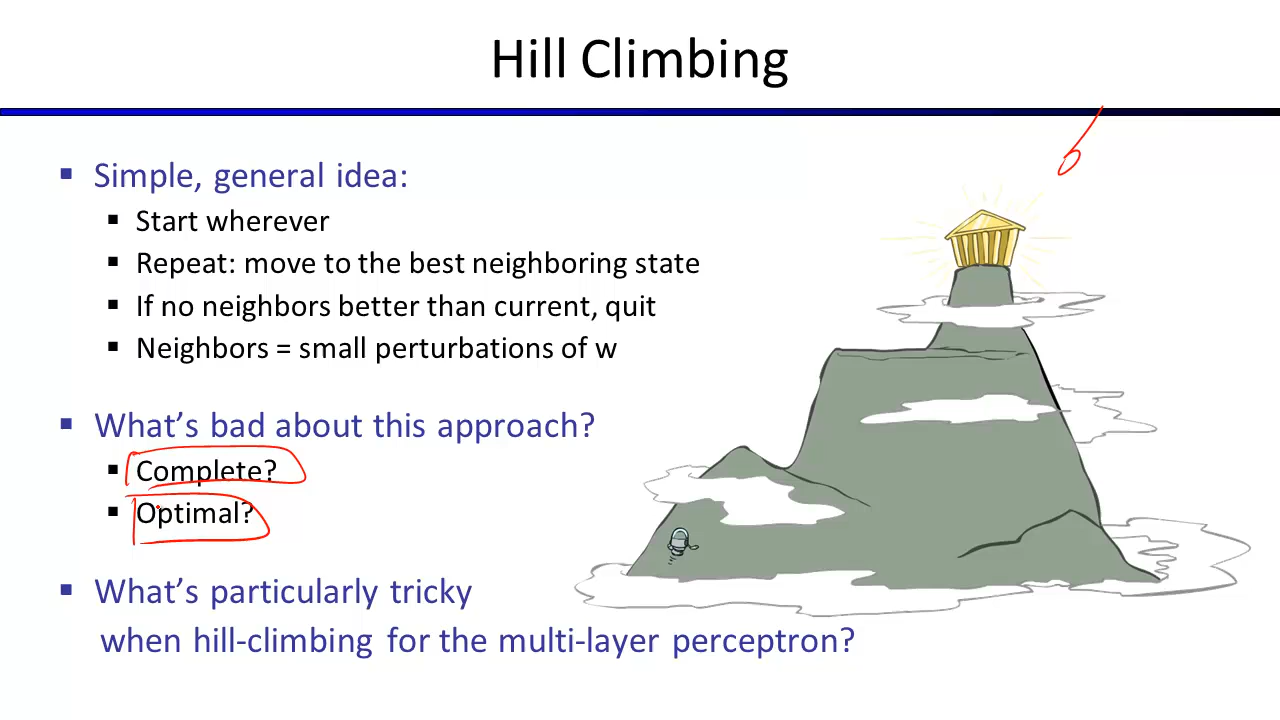 Hill Climbing
Simple, general idea:
Start wherever
Repeat: move to the best neighboring state
If no neighbors better than current, quit
Neighbors = small perturbations of w
What's bad about this approach?
Complete?
Optimal?
What's particularly tricky
when hill-climbing for the multi-layer perceptron?